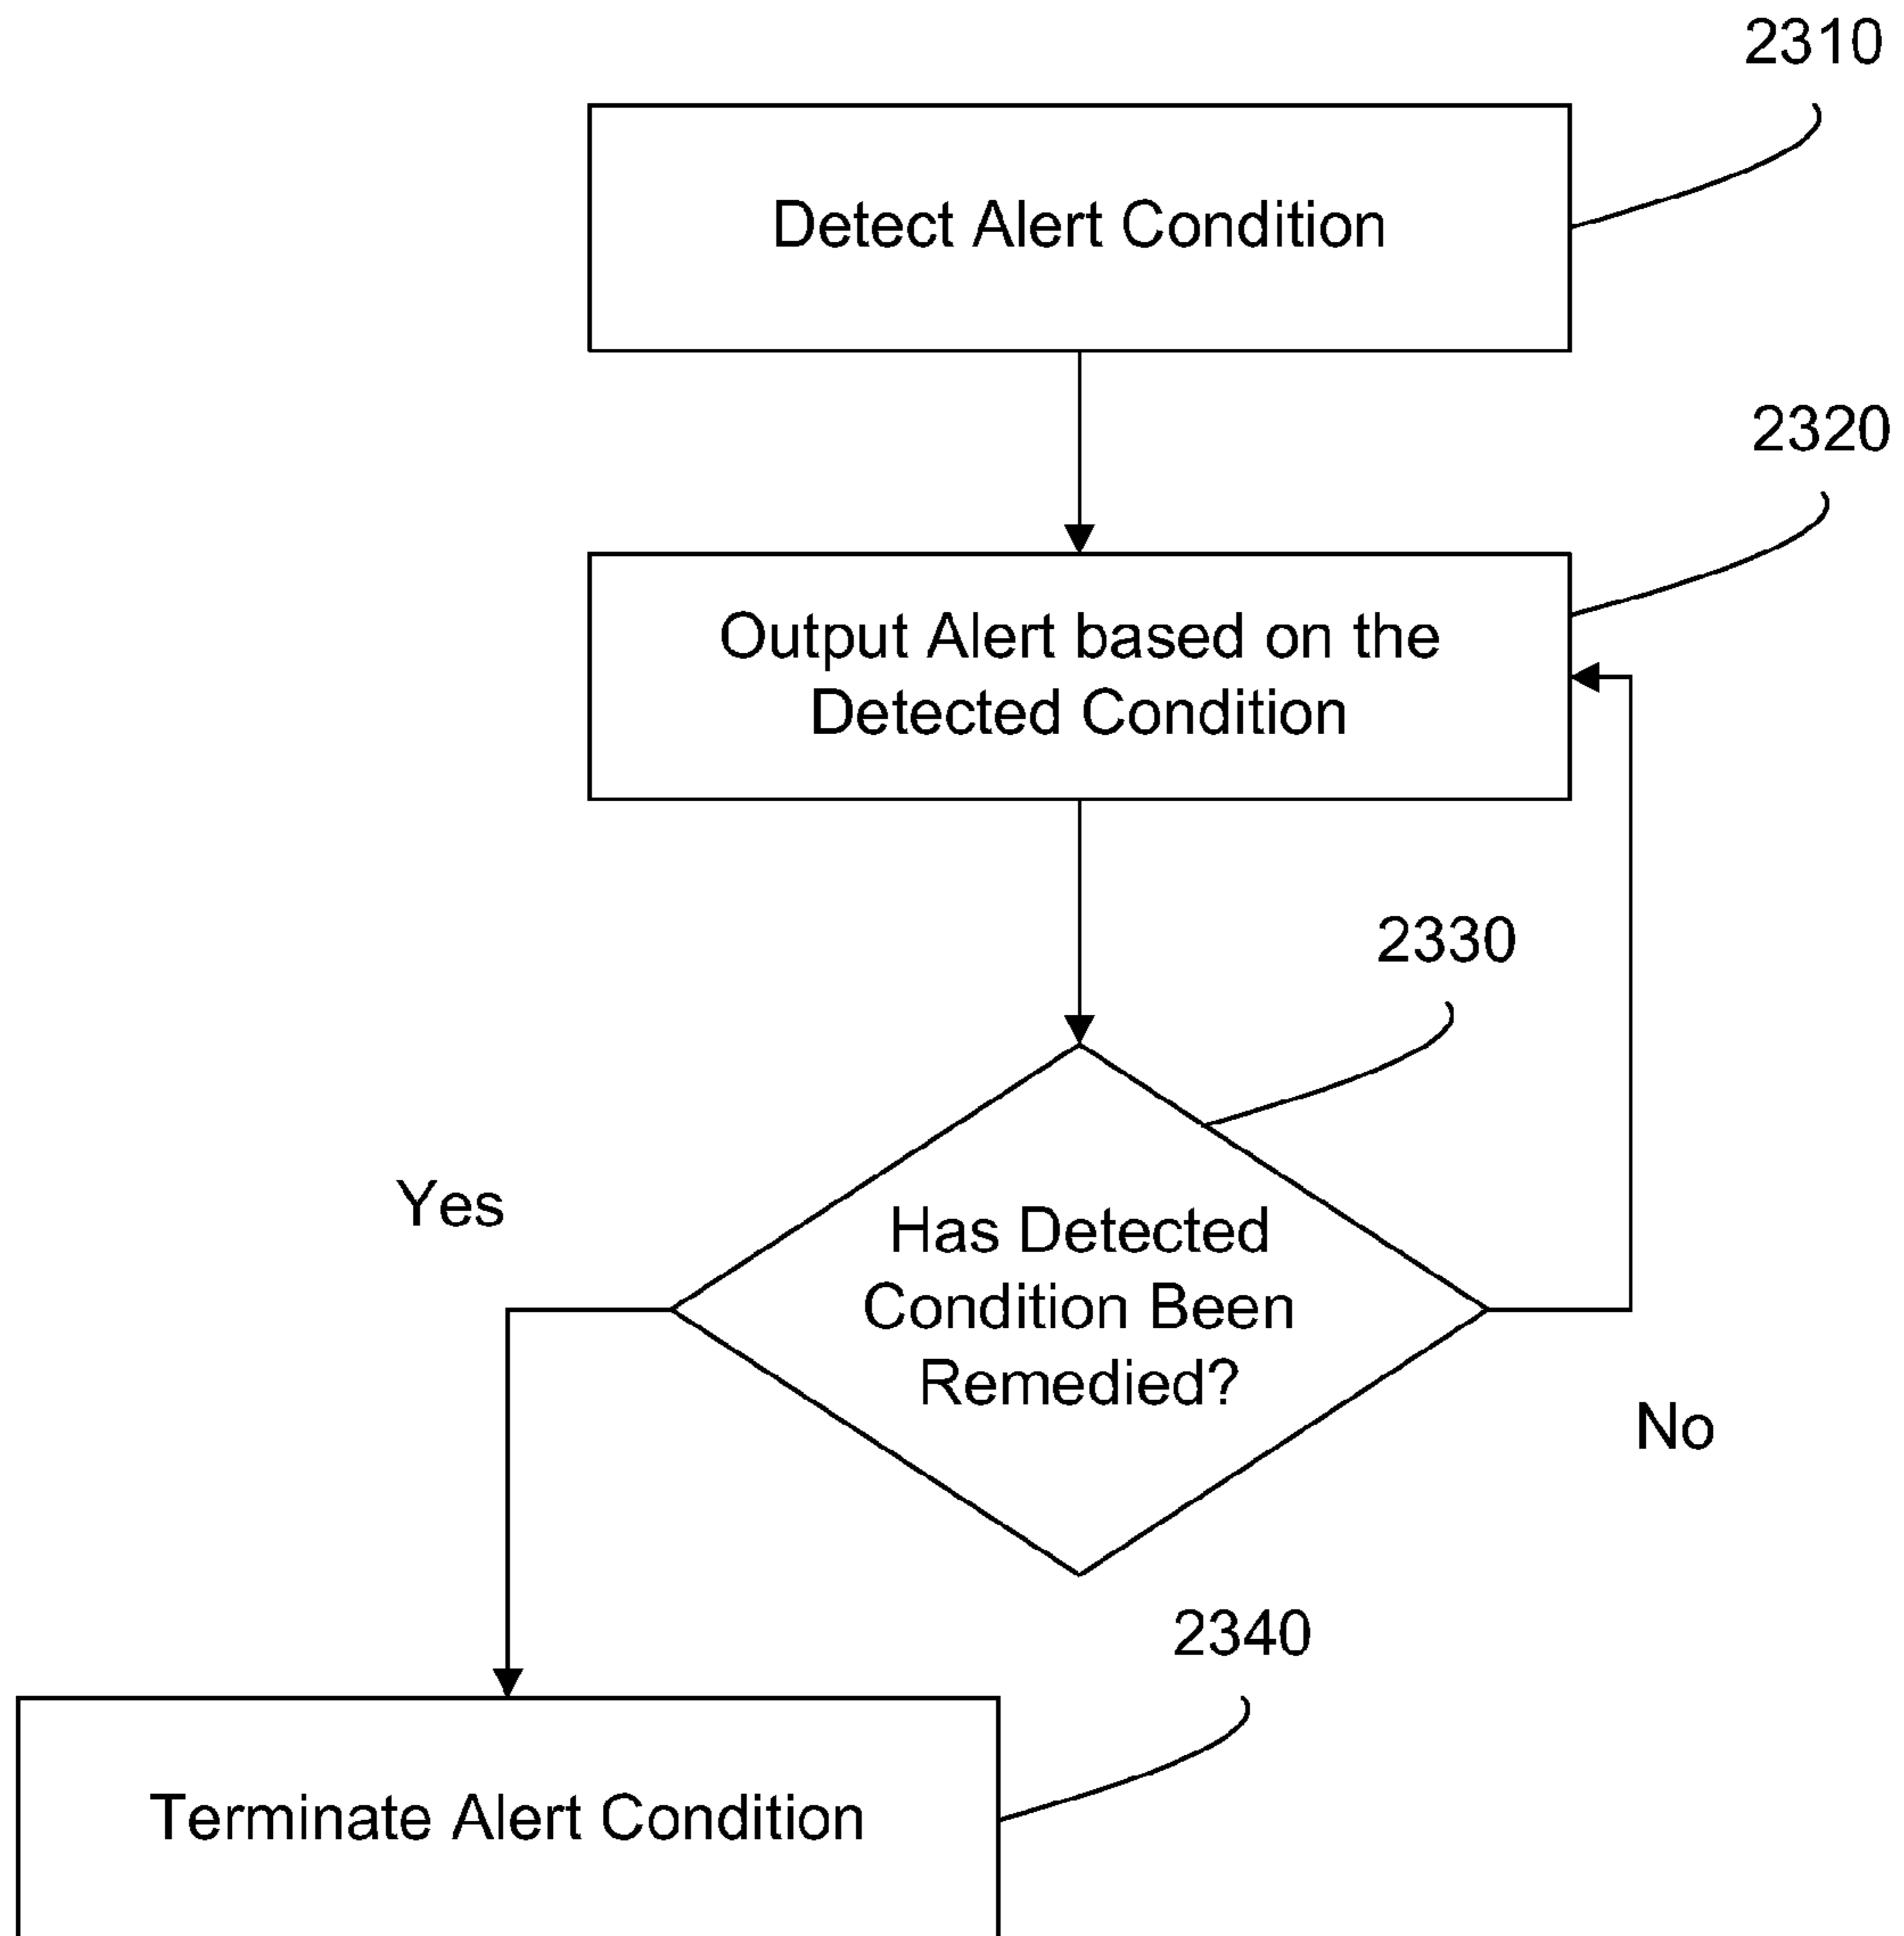 2310
Detect Alert Condition
2320
Output Alert based on the
Detected Condition
2330
Yes
Has Detected
Condition Been
Remedied?
No
2340
Terminate Alert Condition